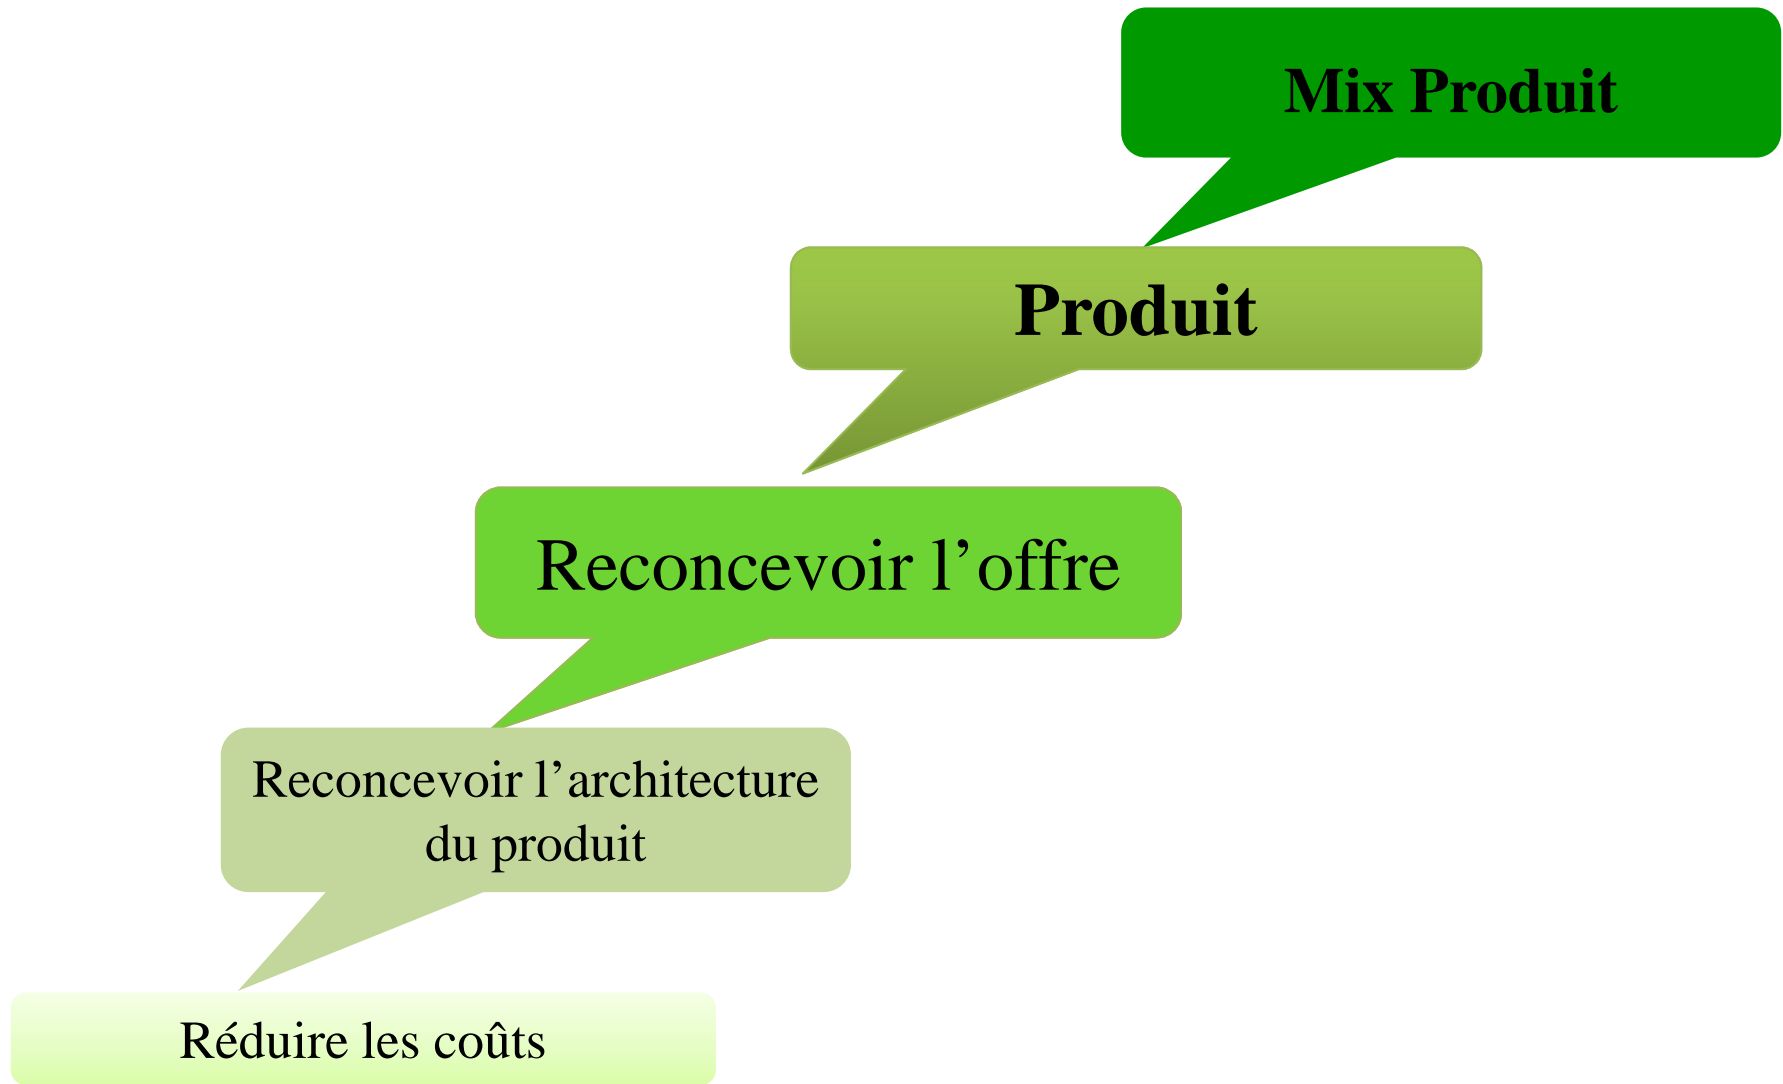 Mix Produit
Produit
Reconcevoir l’offre
Reconcevoir l’architecture
du produit
Réduire les coûts